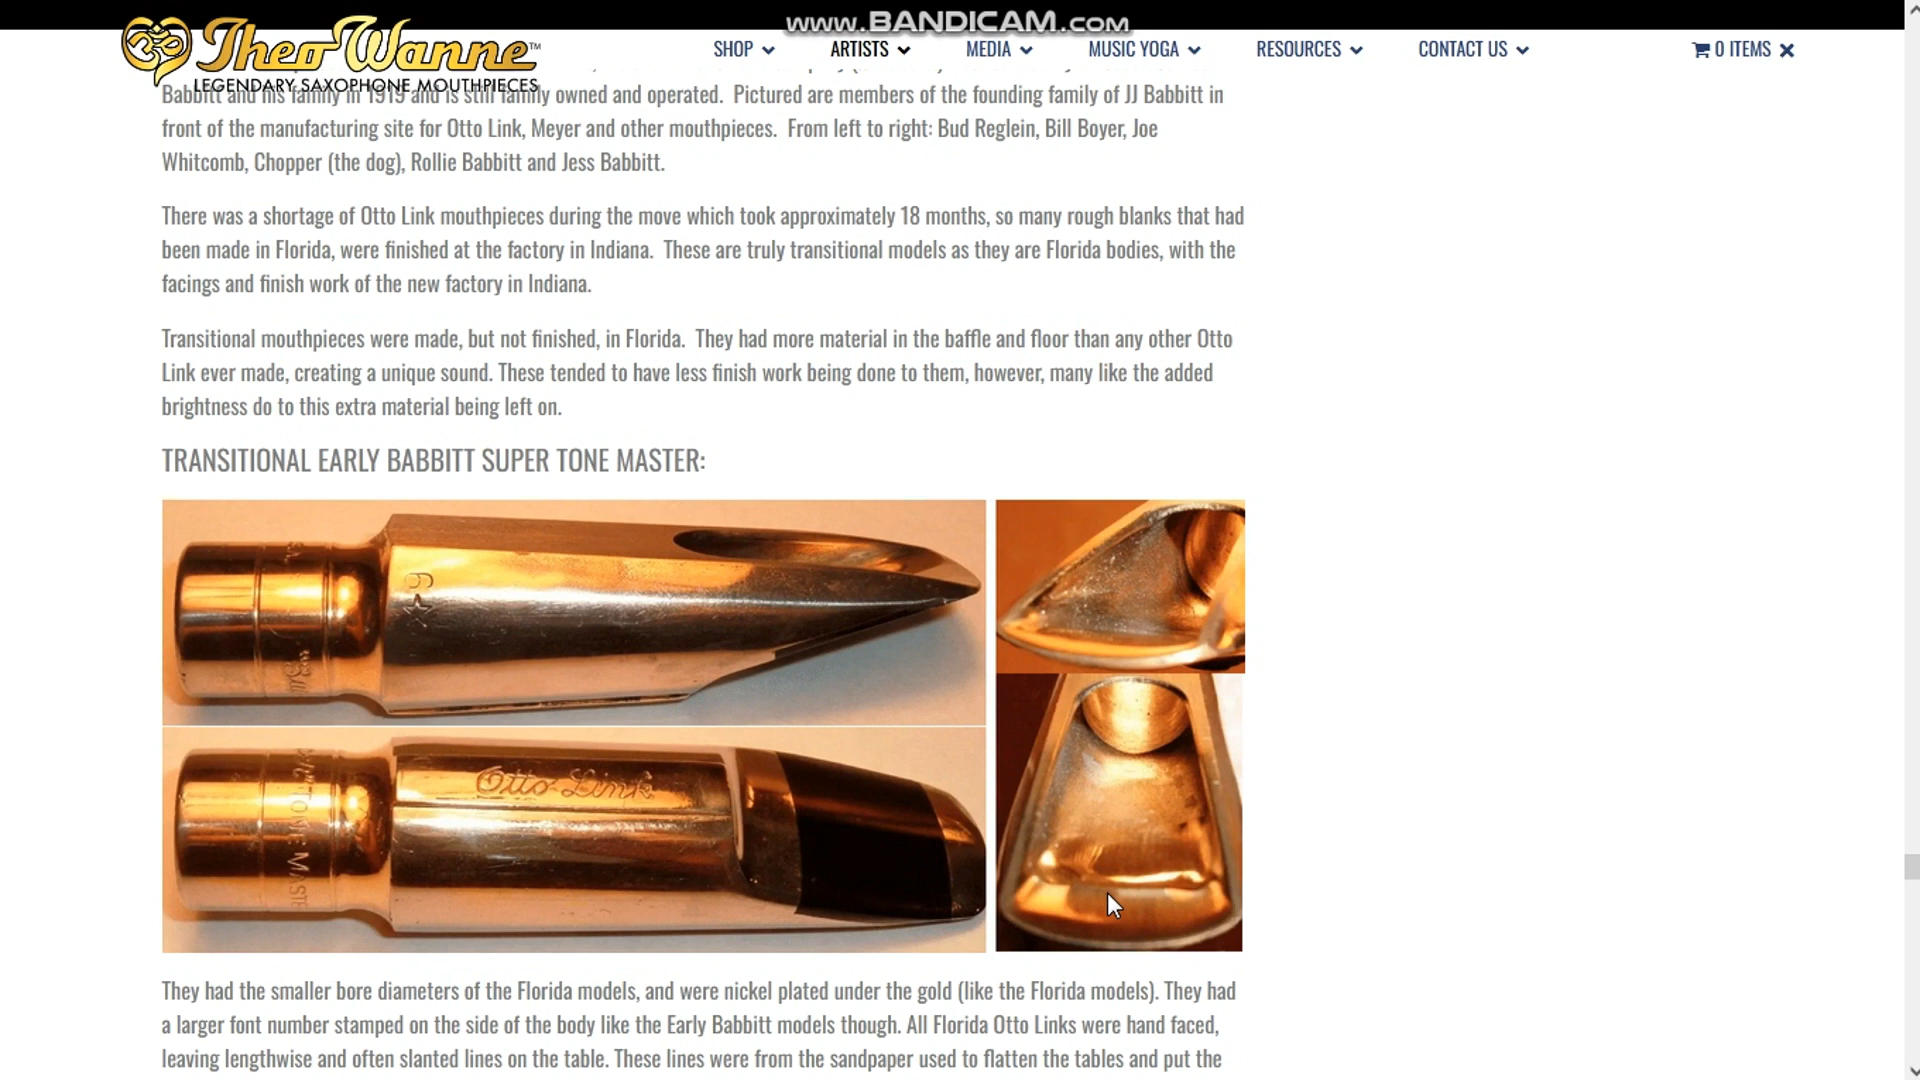 www.BANDICAM.com
Theo Wanne™
LEGENDARY SAXOPHONE MOUTHPIECES
SHOP ARTISTS MEDIA MUSIC YOGA RESOURCES CONTACT US 0 ITEMS
Babbitt and his family in 1919 and is still family owned and operated. Pictured are members of the founding family of JJ Babbitt in
front of the manufacturing site for Otto Link, Meyer and other mouthpieces. From left to right: Bud Reglein, Bill Boyer, Joe
Whitcomb, Chopper (the dog), Rollie Babbitt and Jess Babbitt.
There was a shortage of Otto Link mouthpieces during the move which took approximately 18 months, so many rough blanks that had
been made in Florida, were finished at the factory in Indiana. These are truly transitional models as they are Florida bodies, with the
facings and finish work of the new factory in Indiana.
Transitional mouthpieces were made, but not finished, in Florida. They had more material in the baffle and floor than any other Otto
Link ever made, creating a unique sound. These tended to have less finish work being done to them, however, many like the added
brightness do to this extra material being left on.
TRANSITIONAL EARLY BABBITT SUPER TONE MASTER:
6☆
Otto Link
TONE MASTE
They had the smaller bore diameters of the Florida models, and were nickel plated under the gold (like the Florida models). They had
a larger font number stamped on the side of the body like the Early Babbitt models though. All Florida Otto Links were hand faced,
leaving lengthwise and often slanted lines on the table. These lines were from the sandpaper used to flatten the tables and put the